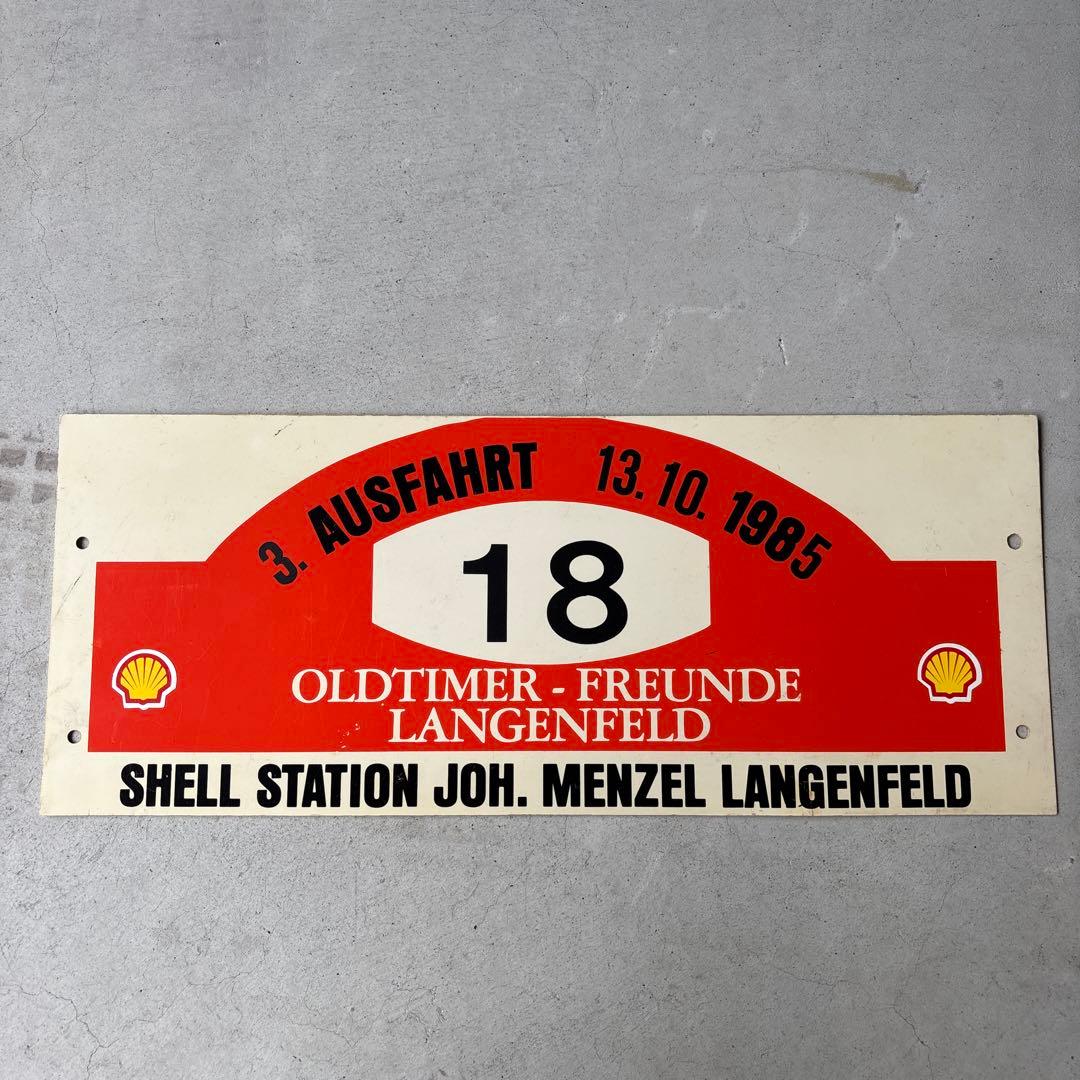 3. AUSFAHRT 13.10.1985
18
OLDTIMER - FREUNDE
LANGENFELD
SHELL STATION JOH. MENZEL LANGENFELD